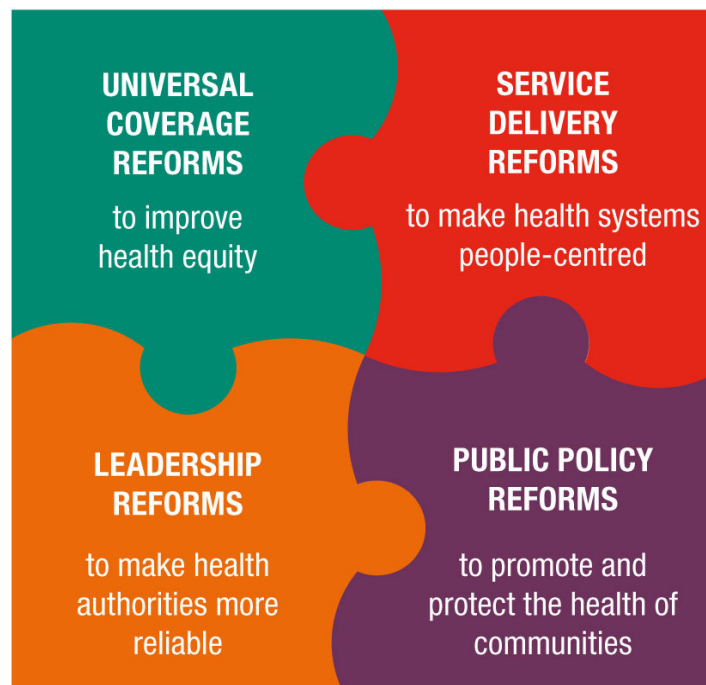 UNIVERSAL
COVERAGE
REFORMS
to improve
health equity
SERVICE
DELIVERY
REFORMS
to make health systems
people-centred
LEADERSHIP
REFORMS
to make health
authorities more
reliable
PUBLIC POLICY
REFORMS
to promote and
protect the health of
communities